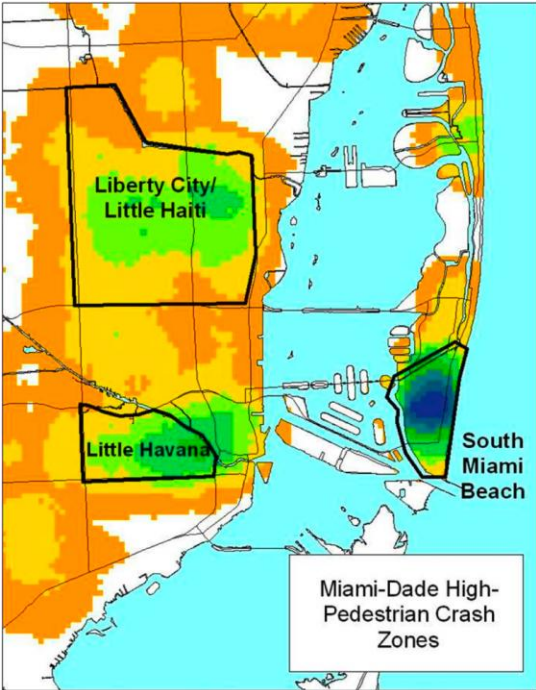 Liberty City/
Little Haiti
Little Havana
South
Miami
Beach
Miami-Dade High-
Pedestrian Crash
Zones